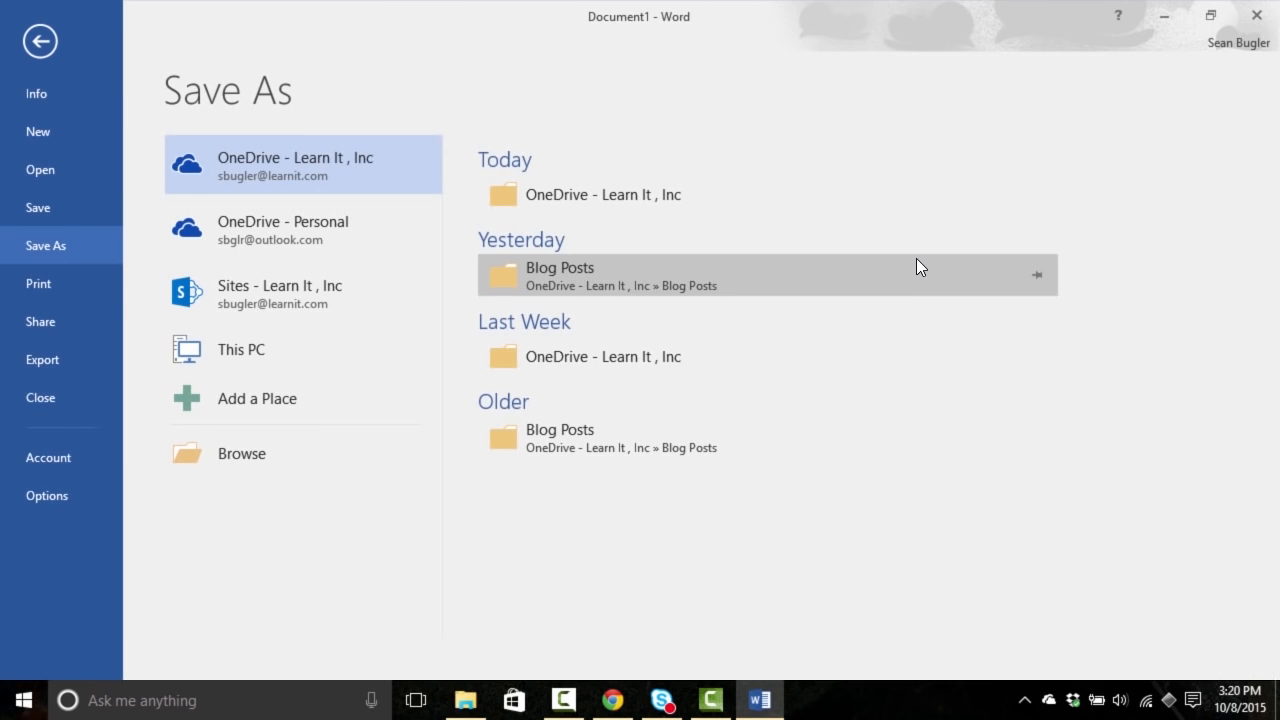 Document1 - Word
?
Sean Bugler
Info
New
Open
Save
Save As
Print
Share
Export
Close
Account
Options
Save As
OneDrive - Learn It , Inc
sbugler@learnit.com
OneDrive - Personal
sbglr@outlook.com
S
Sites - Learn It , Inc
sbugler@learnit.com
This PC
Add a Place
Browse
Today
OneDrive - Learn It , Inc
Yesterday
Blog Posts
OneDrive - Learn It , Inc » Blog Posts
Last Week
OneDrive - Learn It , Inc
Older
Blog Posts
OneDrive - Learn It , Inc » Blog Posts
Ask me anything
3:20 PM
10/8/2015